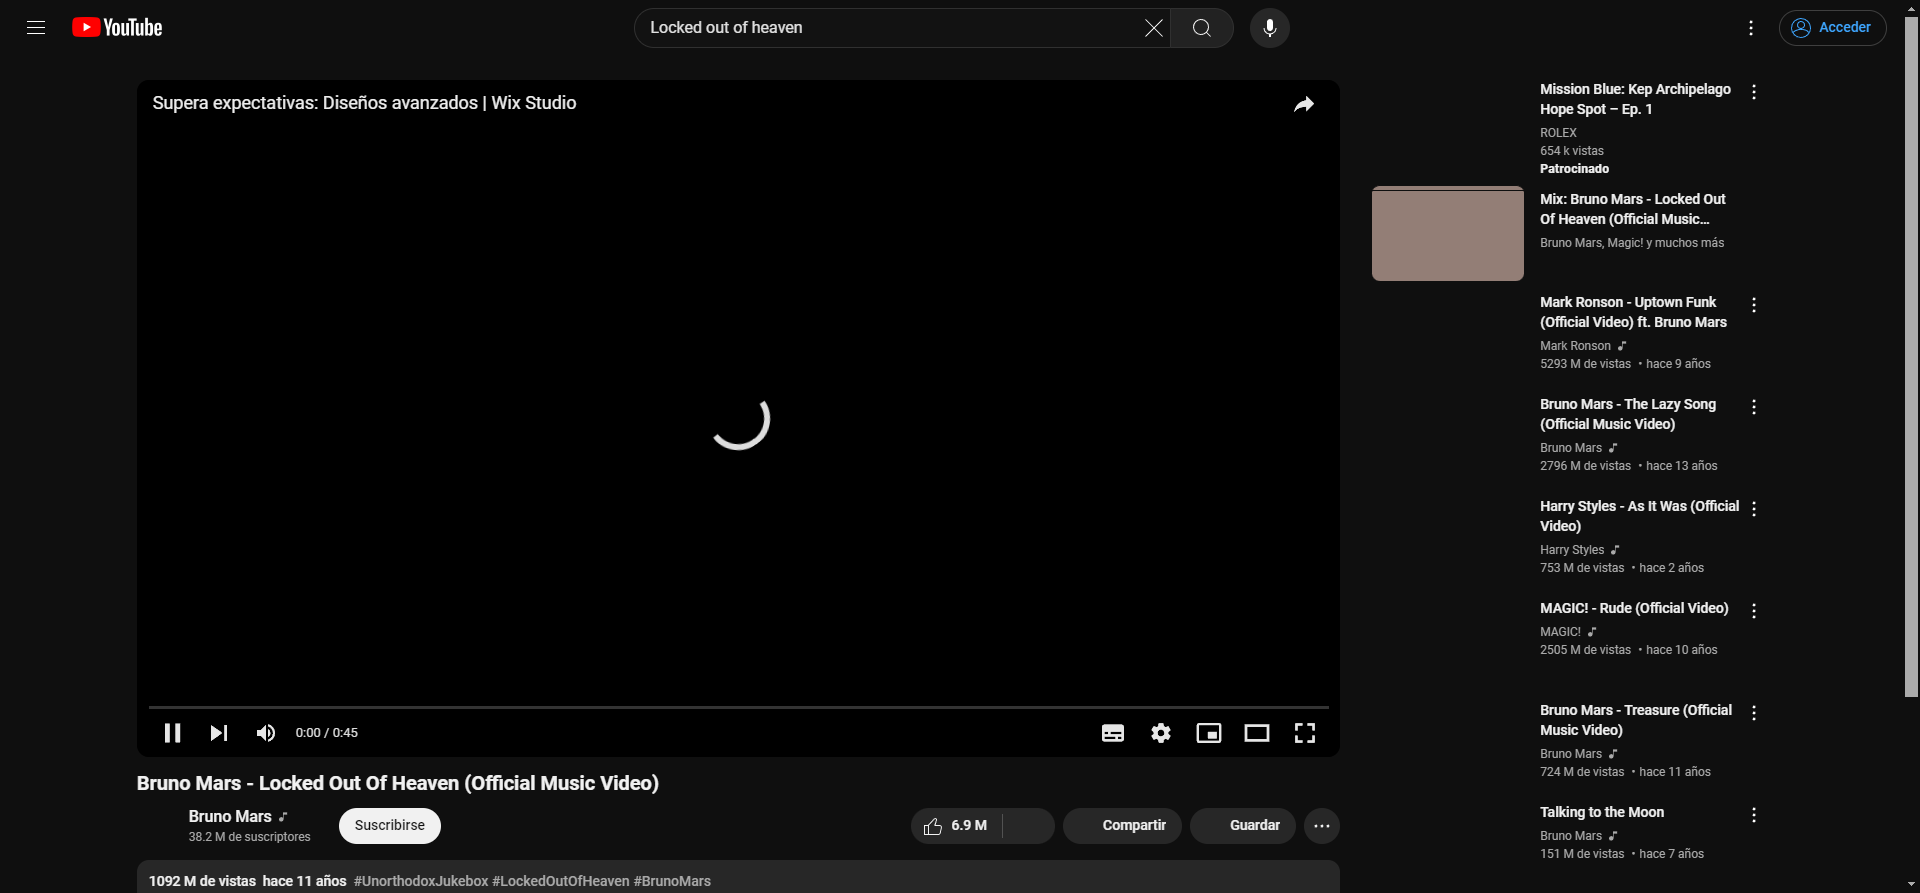 YouTube
Locked out of heaven
Acceder
Supera expectativas: Diseños avanzados | Wix Studio
0:00 / 0:45
Bruno Mars - Locked Out Of Heaven (Official Music Video)
Bruno Mars
38.2 M de suscriptores
Suscribirse
6.9 M
Compartir
Guardar
1092 M de vistas hace 11 años #UnorthodoxJukebox #LockedOutOfHeaven #BrunoMars
Mission Blue: Kep Archipelago
Hope Spot – Ep. 1
ROLEX
654 k vistas
Patrocinado
Mix: Bruno Mars - Locked Out
Of Heaven (Official Music...
Bruno Mars, Magic! y muchos más
Mark Ronson - Uptown Funk
(Official Video) ft. Bruno Mars
Mark Ronson
5293 M de vistas • hace 9 años
Bruno Mars - The Lazy Song
(Official Music Video)
Bruno Mars
2796 M de vistas • hace 13 años
Harry Styles - As It Was (Official
Video)
Harry Styles
753 M de vistas • hace 2 años
MAGIC! - Rude (Official Video)
MAGIC!
2505 M de vistas • hace 10 años
Bruno Mars - Treasure (Official
Music Video)
Bruno Mars
724 M de vistas • hace 11 años
Talking to the Moon
Bruno Mars
151 M de vistas • hace 7 años